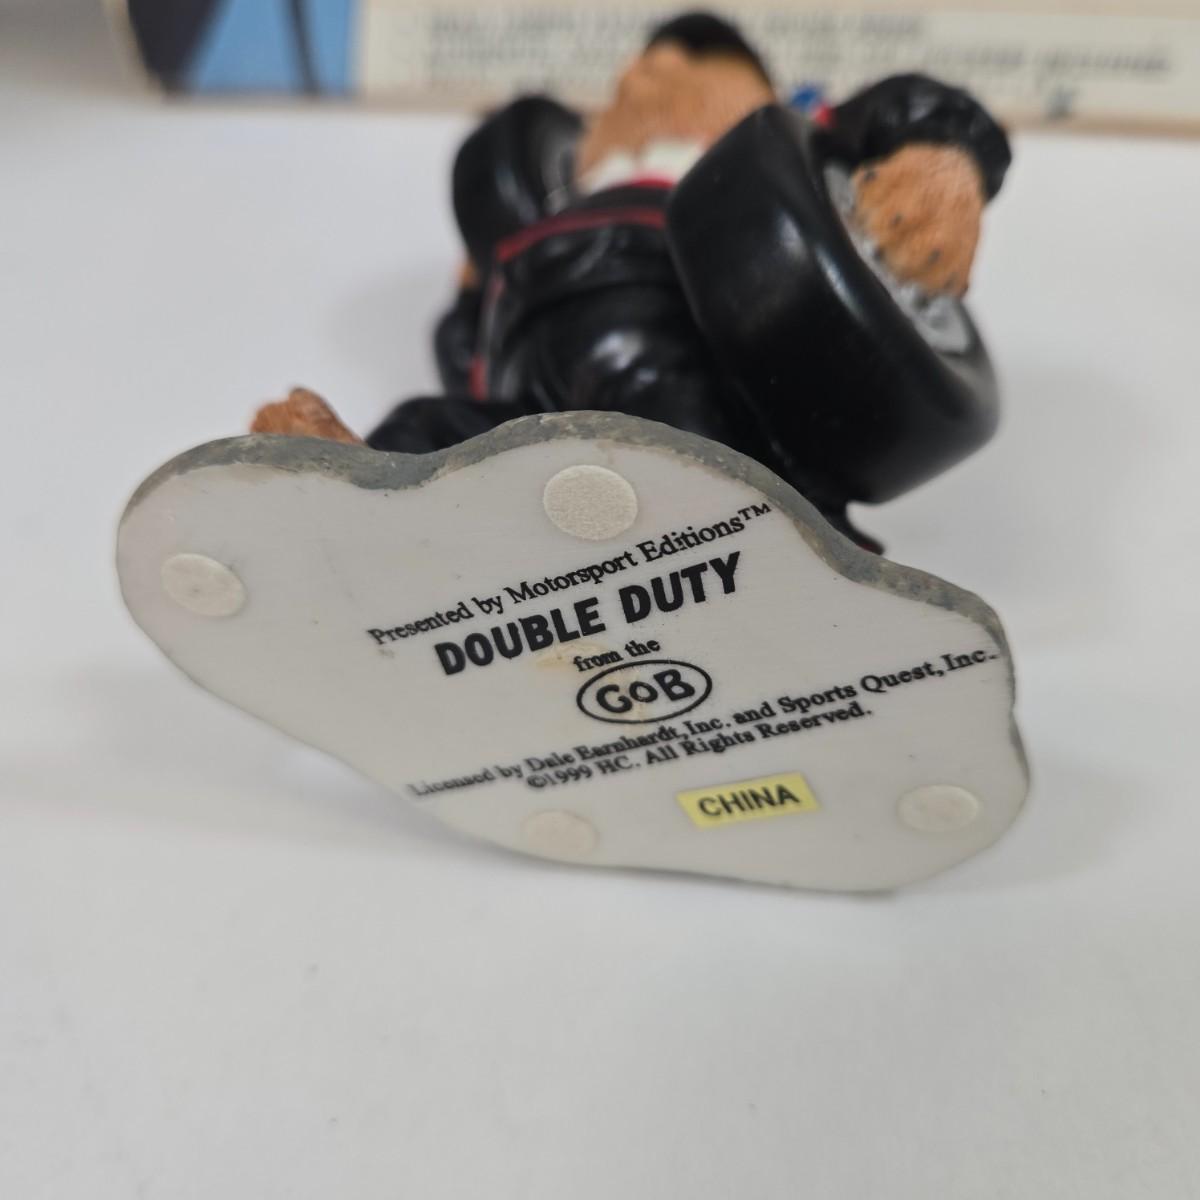 Presented by Motorsport Editions™
DOUBLE DUTY
from the
GOB
Licensed by Dale Earnhardt, Inc. and Sports Quest, Inc.
©1999 HC. All Rights Reserved.
CHINA